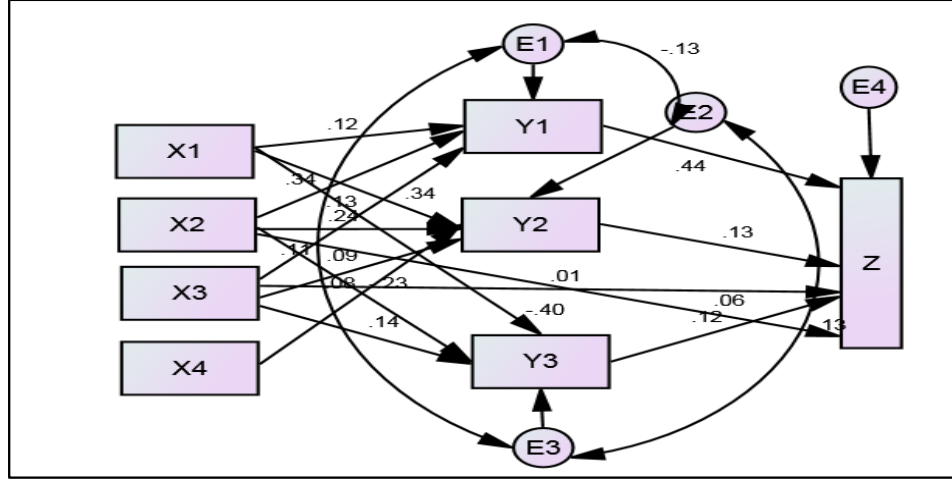 E1
-.13
E4
E2
.12
Y1
X1
.44
.34
.34
.13
X2
.24
Y2
.13
.11
.09
.01
Z
X3
.08
.23
.06
-.40
.12
.13
.14
Y3
X4
E3